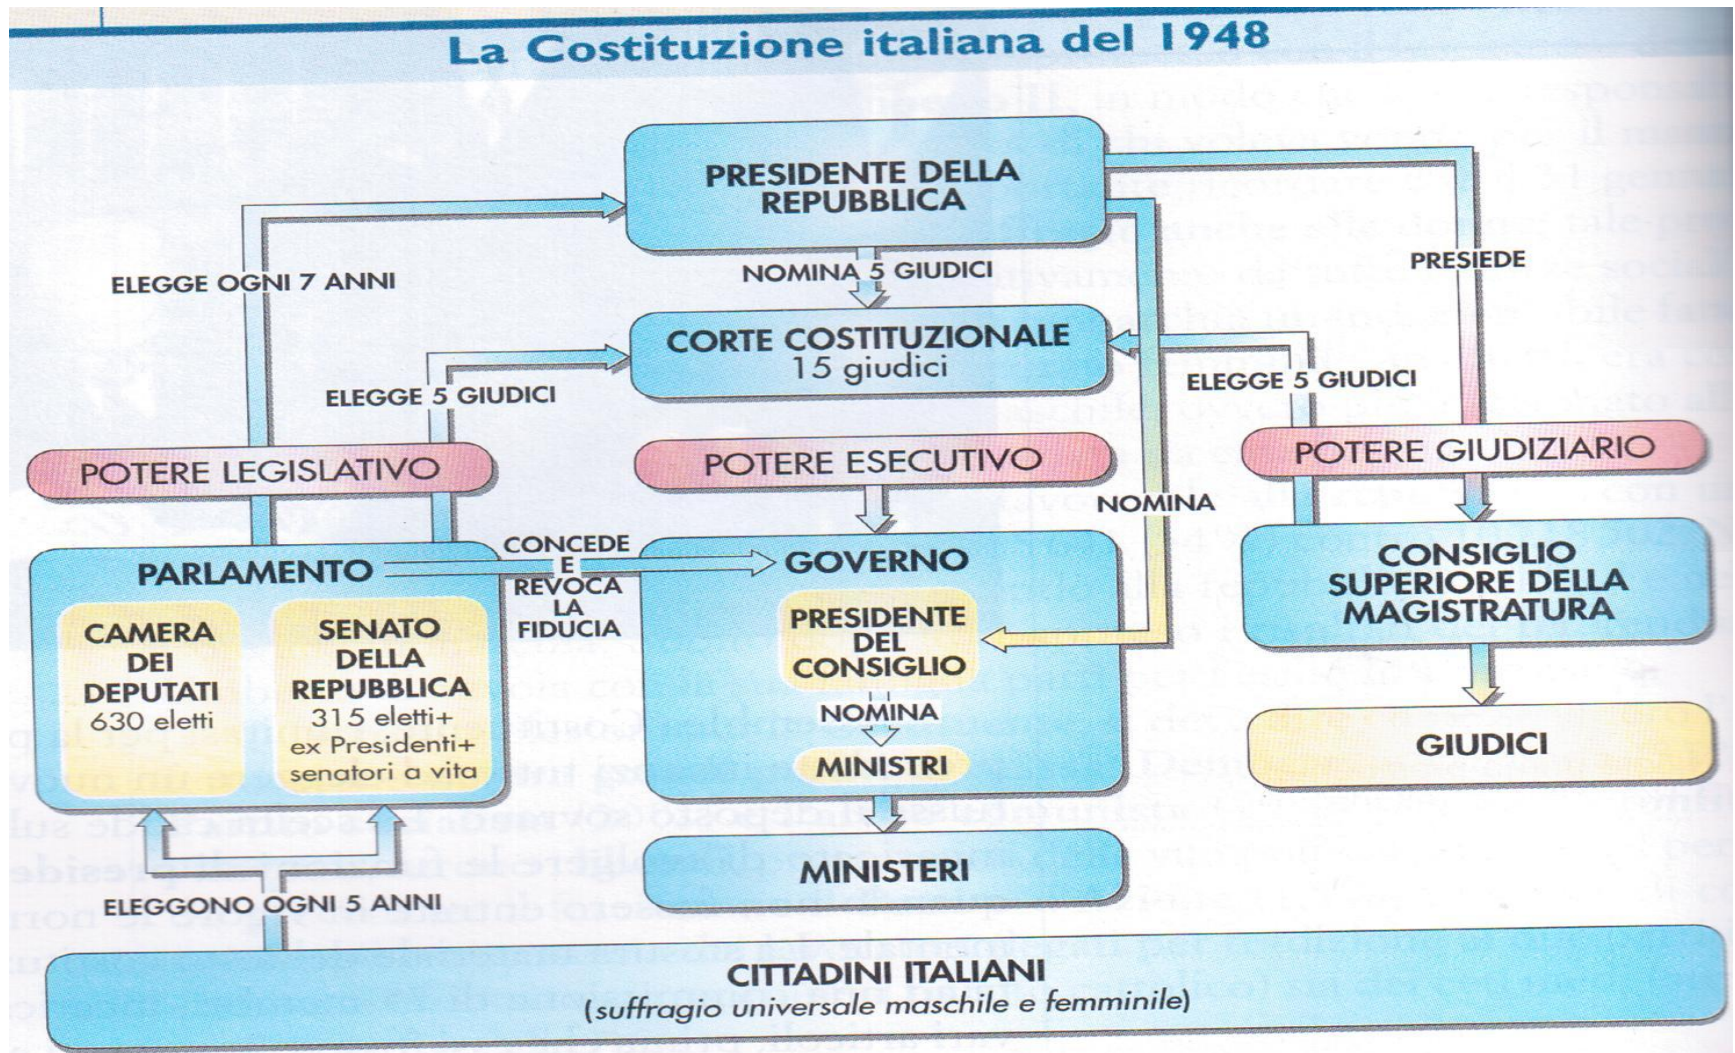 La Costituzione italiana del 1948
PRESIDENTE DELLA
REPUBBLICA
ELEGGE OGNI 7 ANNI
NOMINA 5 GIUDICI
PRESIEDE
CORTE COSTITUZIONALE
15 giudici
ELEGGE 5 GIUDICI
ELEGGE 5 GIUDICI
POTERE LEGISLATIVO
POTERE ESECUTIVO
POTERE GIUDIZIARIO
NOMINA
PARLAMENTO
CONCEDE
E
REVOCA
LA
FIDUCIA
GOVERNO
CONSIGLIO
SUPERIORE DELLA
MAGISTRATURA
CAMERA
DEI
DEPUTATI
630 eletti
SENATO
DELLA
REPUBBLICA
315 eletti+
ex Presidenti+
senatori a vita
PRESIDENTE
DEL
CONSIGLIO
NOMINA
MINISTRI
GIUDICI
MINISTERI
ELEGGONO OGNI 5 ANNI
CITTADINI ITALIANI
(suffragio universale maschile e femminile)